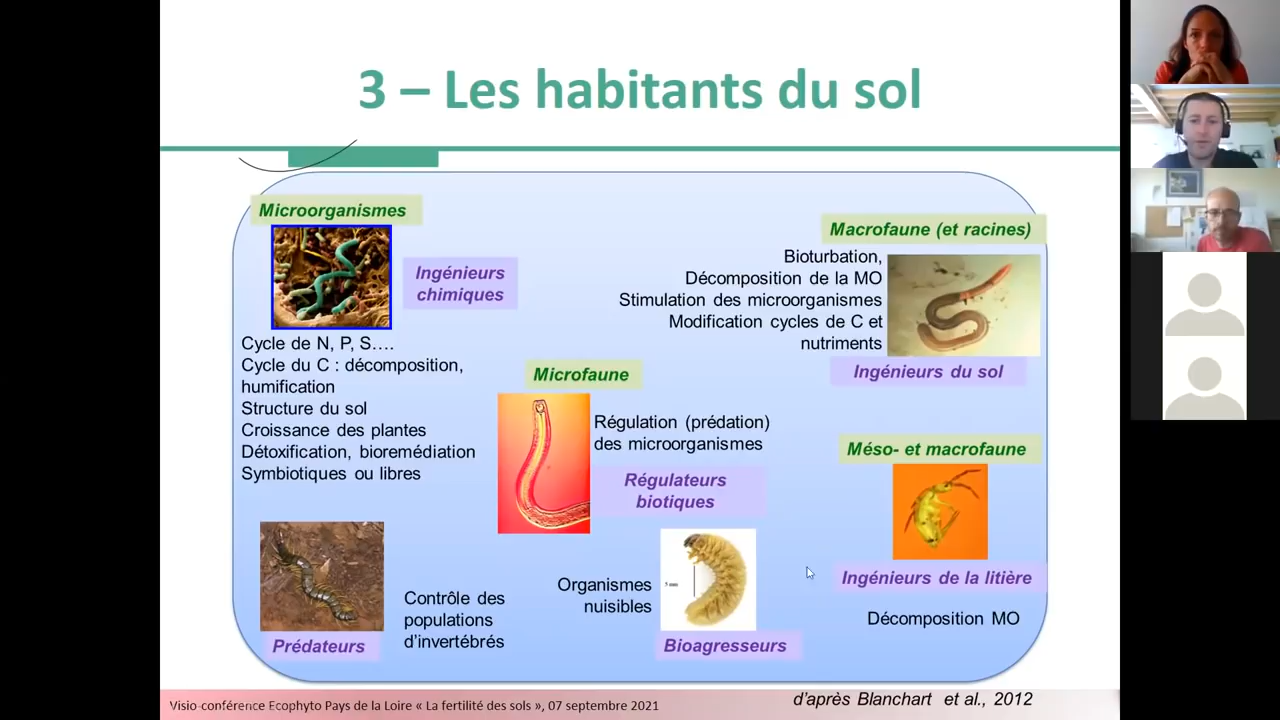 3 – Les habitants du sol
Microorganismes
Ingénieurs
chimiques
Cycle de N, P, S….
Cycle du C : décomposition,
humification
Structure du sol
Croissance des plantes
Détoxification, bioremédiation
Symbiotiques ou libres
Macrofaune (et racines)
Bioturbation,
Décomposition de la MO
Stimulation des microorganismes
Modification cycles de C et
nutriments
Ingénieurs du sol
Microfaune
Régulation (prédation)
des microorganismes
Régulateurs
biotiques
Méso- et macrofaune
Ingénieurs de la litière
Décomposition MO
Prédateurs
Contrôle des
populations
d'invertébrés
Organismes
nuisibles
5 mm
Bioagresseurs
d'après Blanchart et al., 2012
Visio-conférence Ecophyto Pays de la Loire « La fertilité des sols », 07 septembre 2021